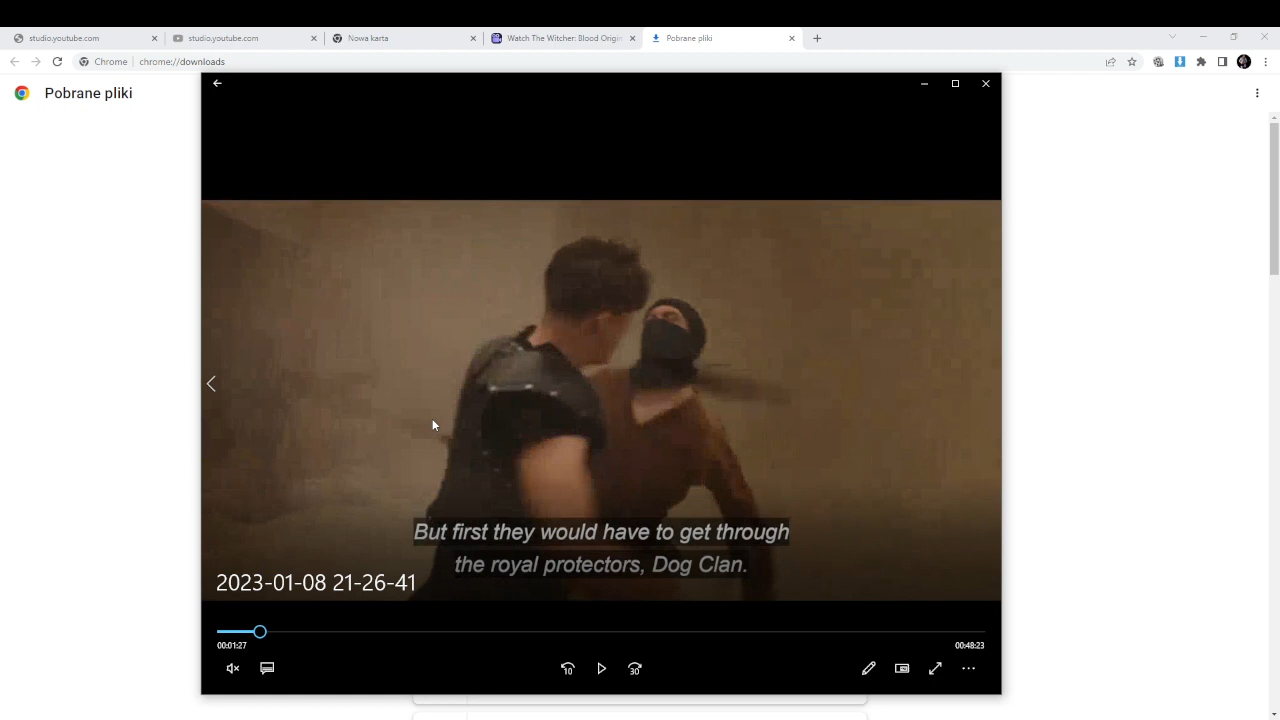 studio.youtube.com
studio.youtube.com
Nowa karta
Watch The Witcher: Blood Origin
Pobrane pliki
Chrome
chrome://downloads
Pobrane pliki
But first they would have to get through
the royal protectors, Dog Clan.
2023-01-08 21-26-41
00:01:27
00:48:23
10
30